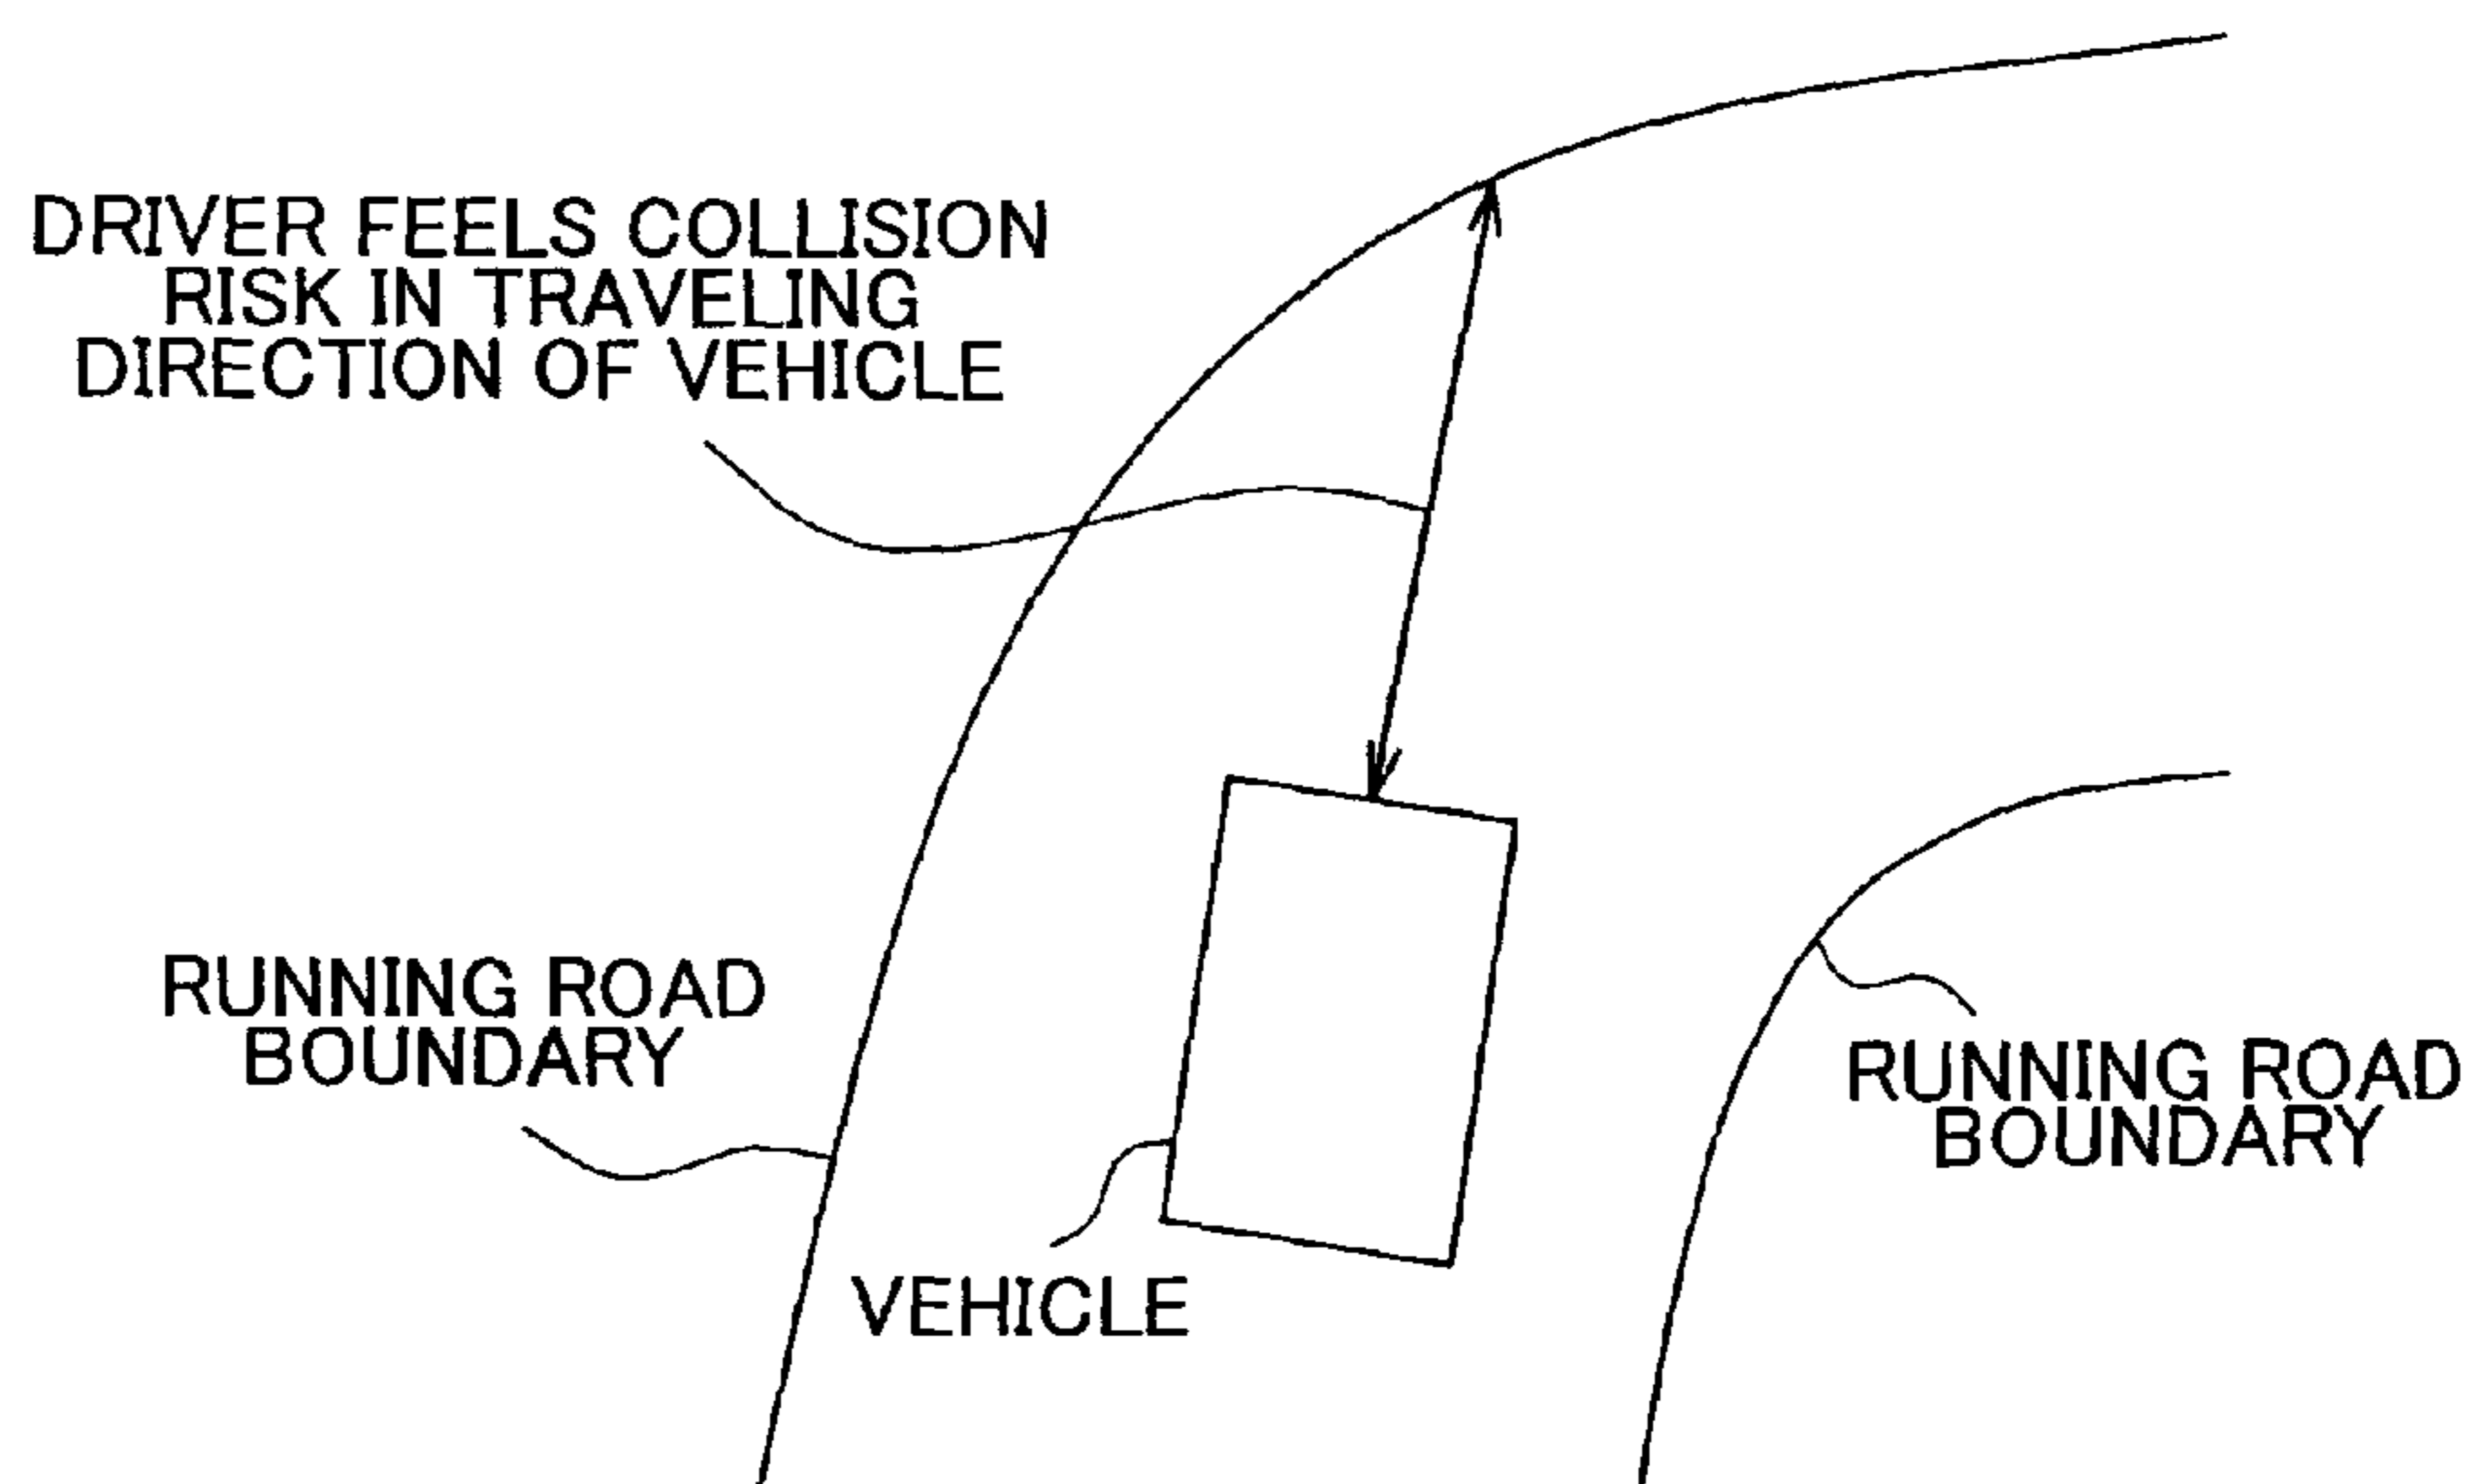 DRIVER FEELS COLLISION
RISK IN TRAVELING
DIRECTION OF VEHICLE
RUNNING ROAD
BOUNDARY
RUNNING ROAD
BOUNDARY
VEHICLE